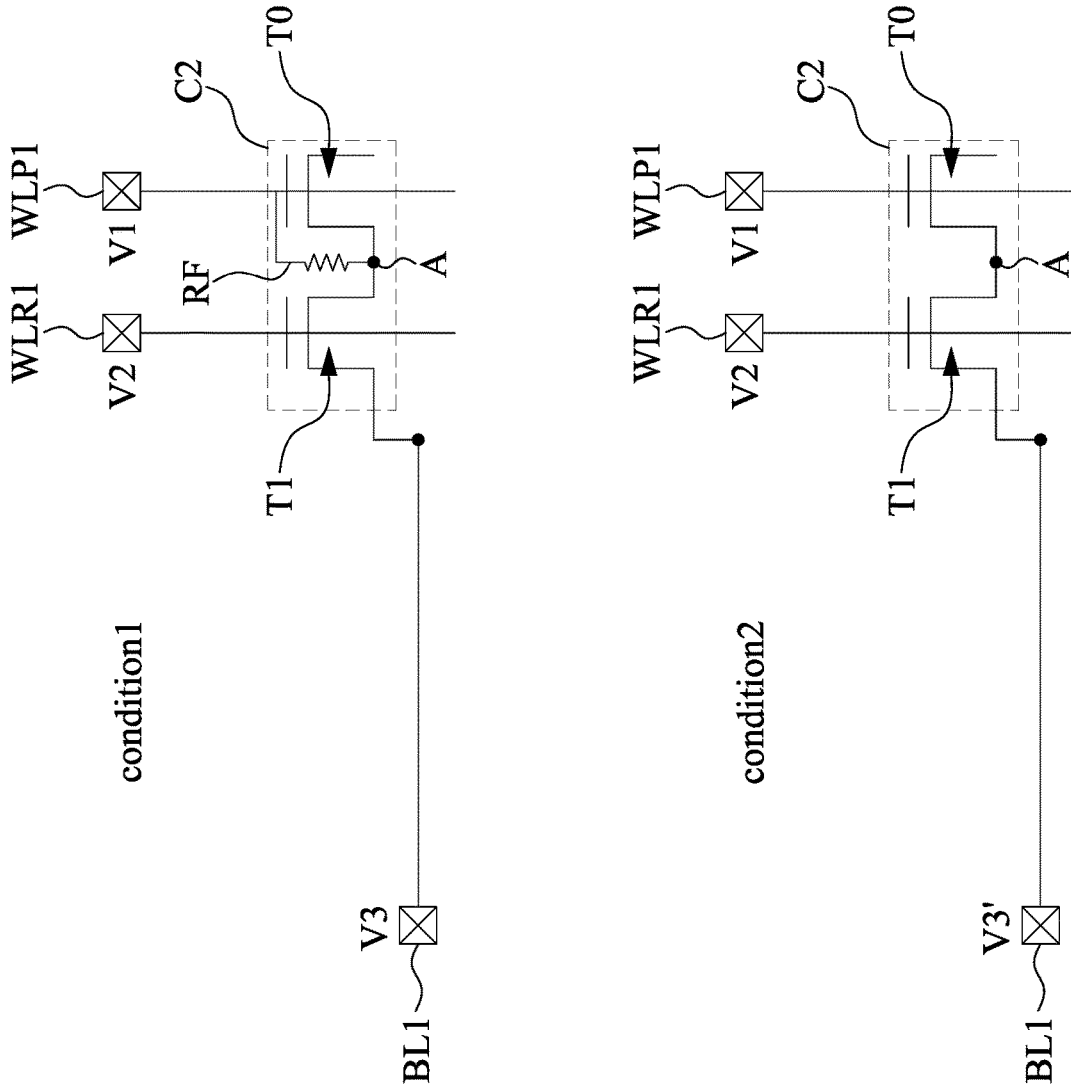 condition1
WLR1
WLP1
V2
V1
RF
C2
T0
A
T1
V3
BL1
condition2
WLR1
WLP1
V2
V1
C2
T0
A
T1
V3'
BL1